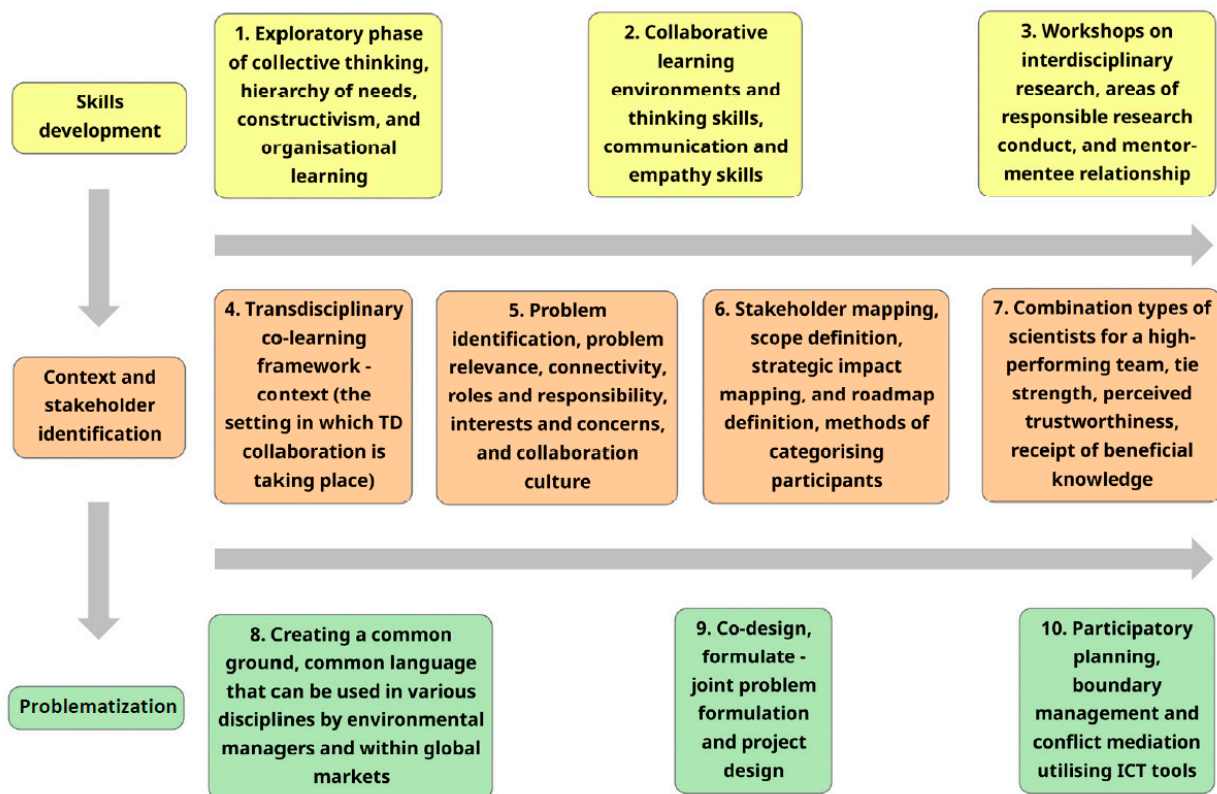 Skills
development
1. Exploratory phase
of collective thinking,
hierarchy of needs,
constructivism, and
organisational
learning
2. Collaborative
learning
environments and
thinking skills,
communication and
empathy skills
3. Workshops on
interdisciplinary
research, areas of
responsible research
conduct, and mentor-
mentee relationship
Context and
stakeholder
identification
4. Transdisciplinary
co-learning
framework -
context (the
setting in which TD
collaboration is
taking place)
5. Problem
identification, problem
relevance, connectivity,
roles and responsibility,
interests and concerns,
and collaboration
culture
6. Stakeholder mapping,
scope definition,
strategic impact
mapping, and roadmap
definition, methods of
categorising
participants
7. Combination types of
scientists for a high-
performing team, tie
strength, perceived
trustworthiness,
receipt of beneficial
knowledge
Problematization
8. Creating a common
ground, common language
that can be used in various
disciplines by environmental
managers and within global
markets
9. Co-design,
formulate -
joint problem
formulation
and project
design
10. Participatory
planning,
boundary
management and
conflict mediation
utilising ICT tools